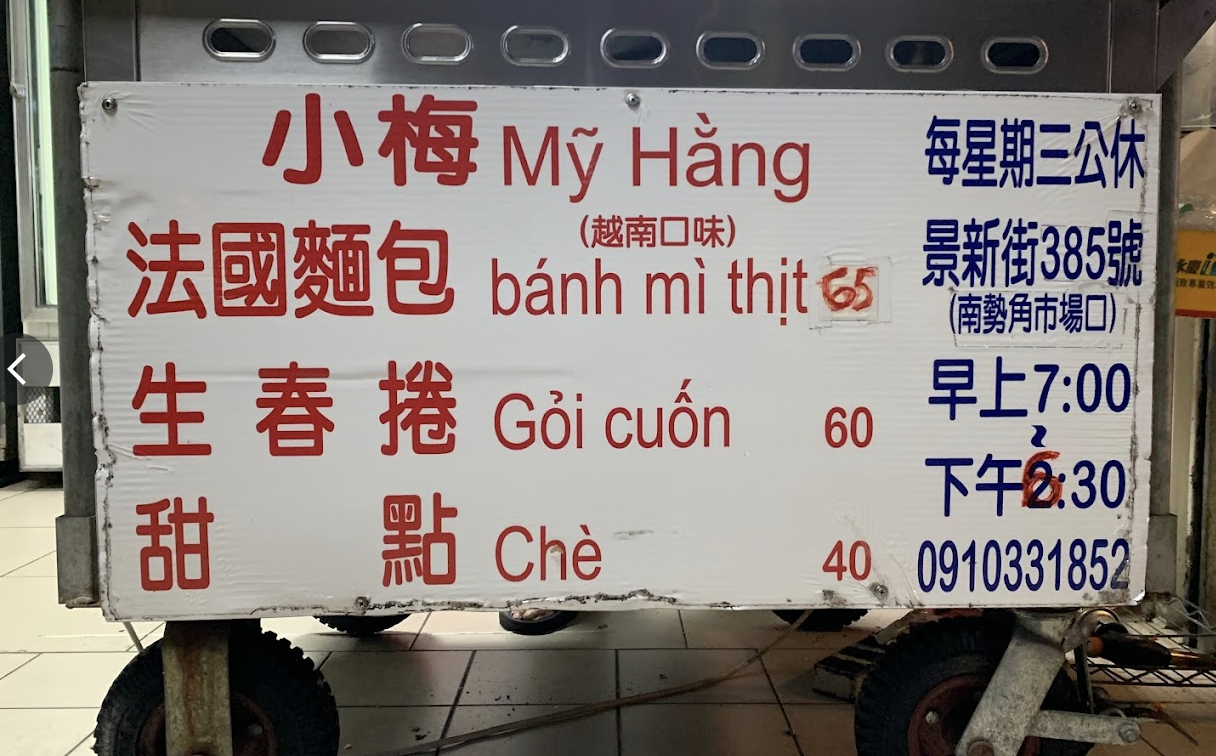 小梅 Mỹ Hằng
(越南口味)
法國麵包 bánh mì thịt 65
生春捲 Gỏi cuốn 60
甜點 Chè 40
每星期三公休
景新街385號
(南勢角市場口)
早上7:00
~
下午6:30
0910331852